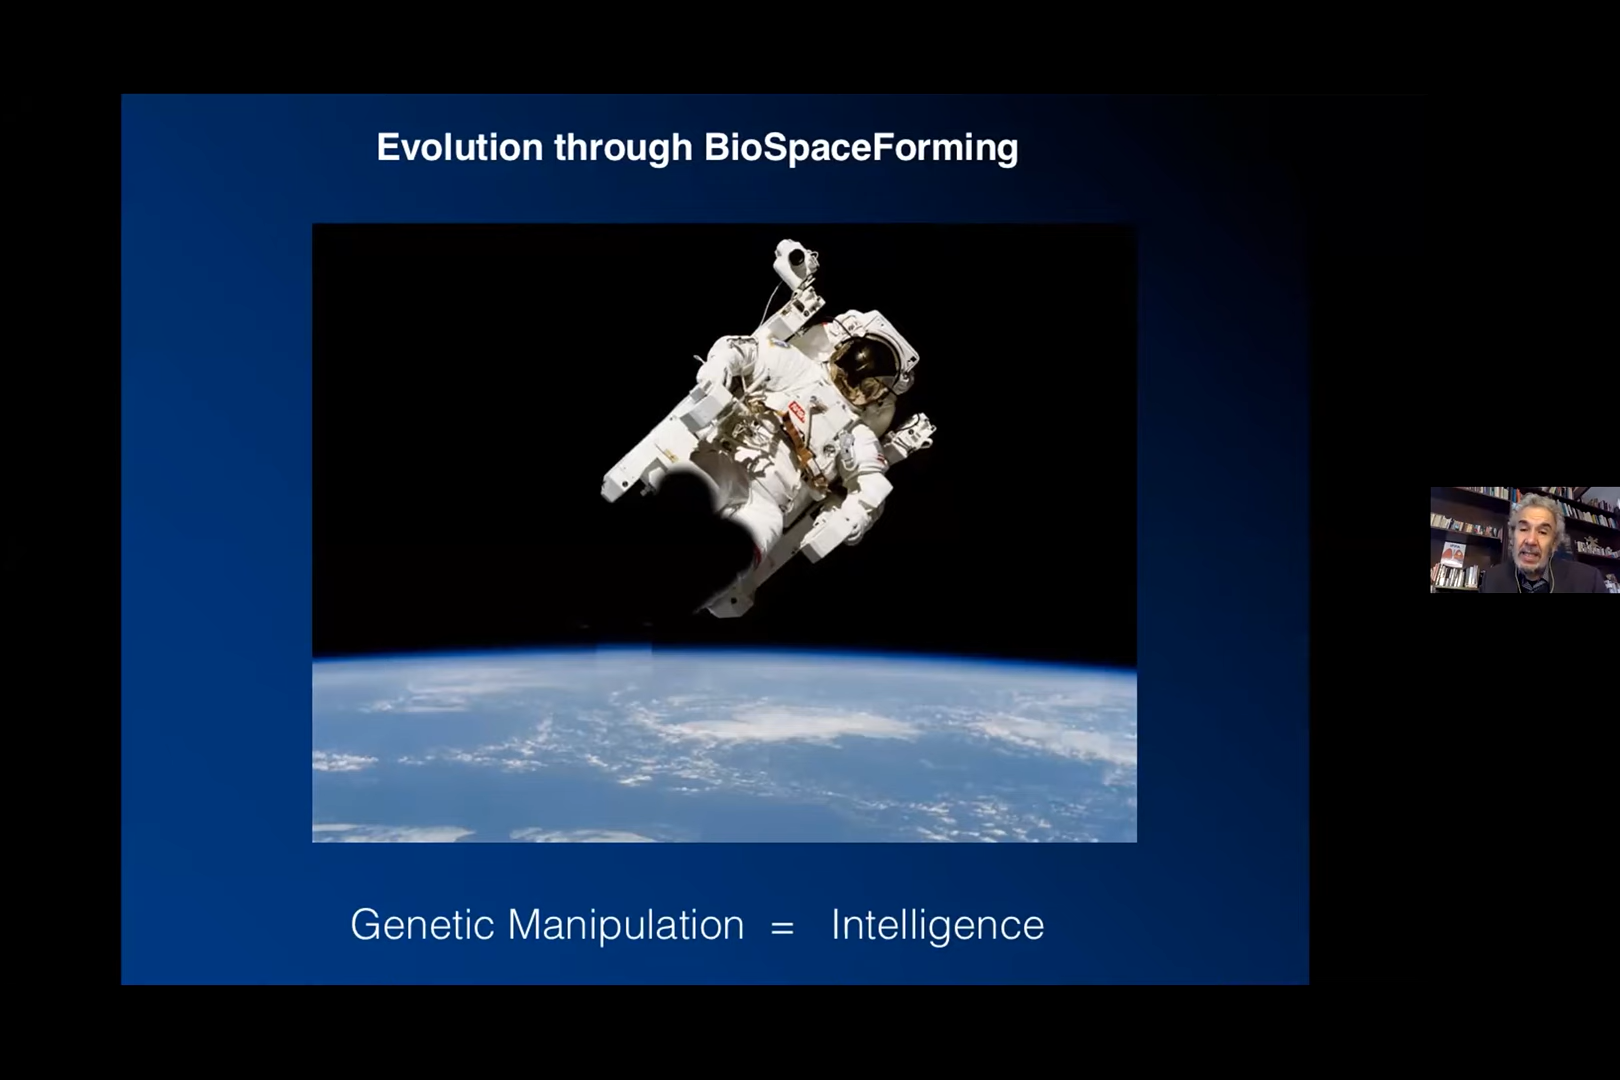 Evolution through BioSpaceForming
Genetic Manipulation = Intelligence